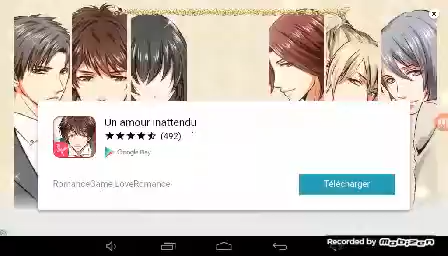 Un amour inattendu
(492)
Google Play
RomanceGame LoveRomance
Télécharger
Recorded by Mobizen